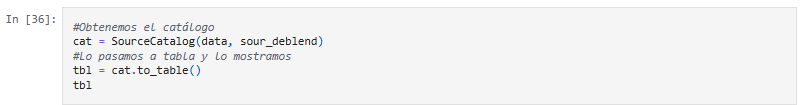 In [36]:
#Obtenemos el catálogo
cat = SourceCatalog(data, sour_deblend)
#Lo pasamos a tabla y lo mostramos
tbl = cat.to_table()
tbl